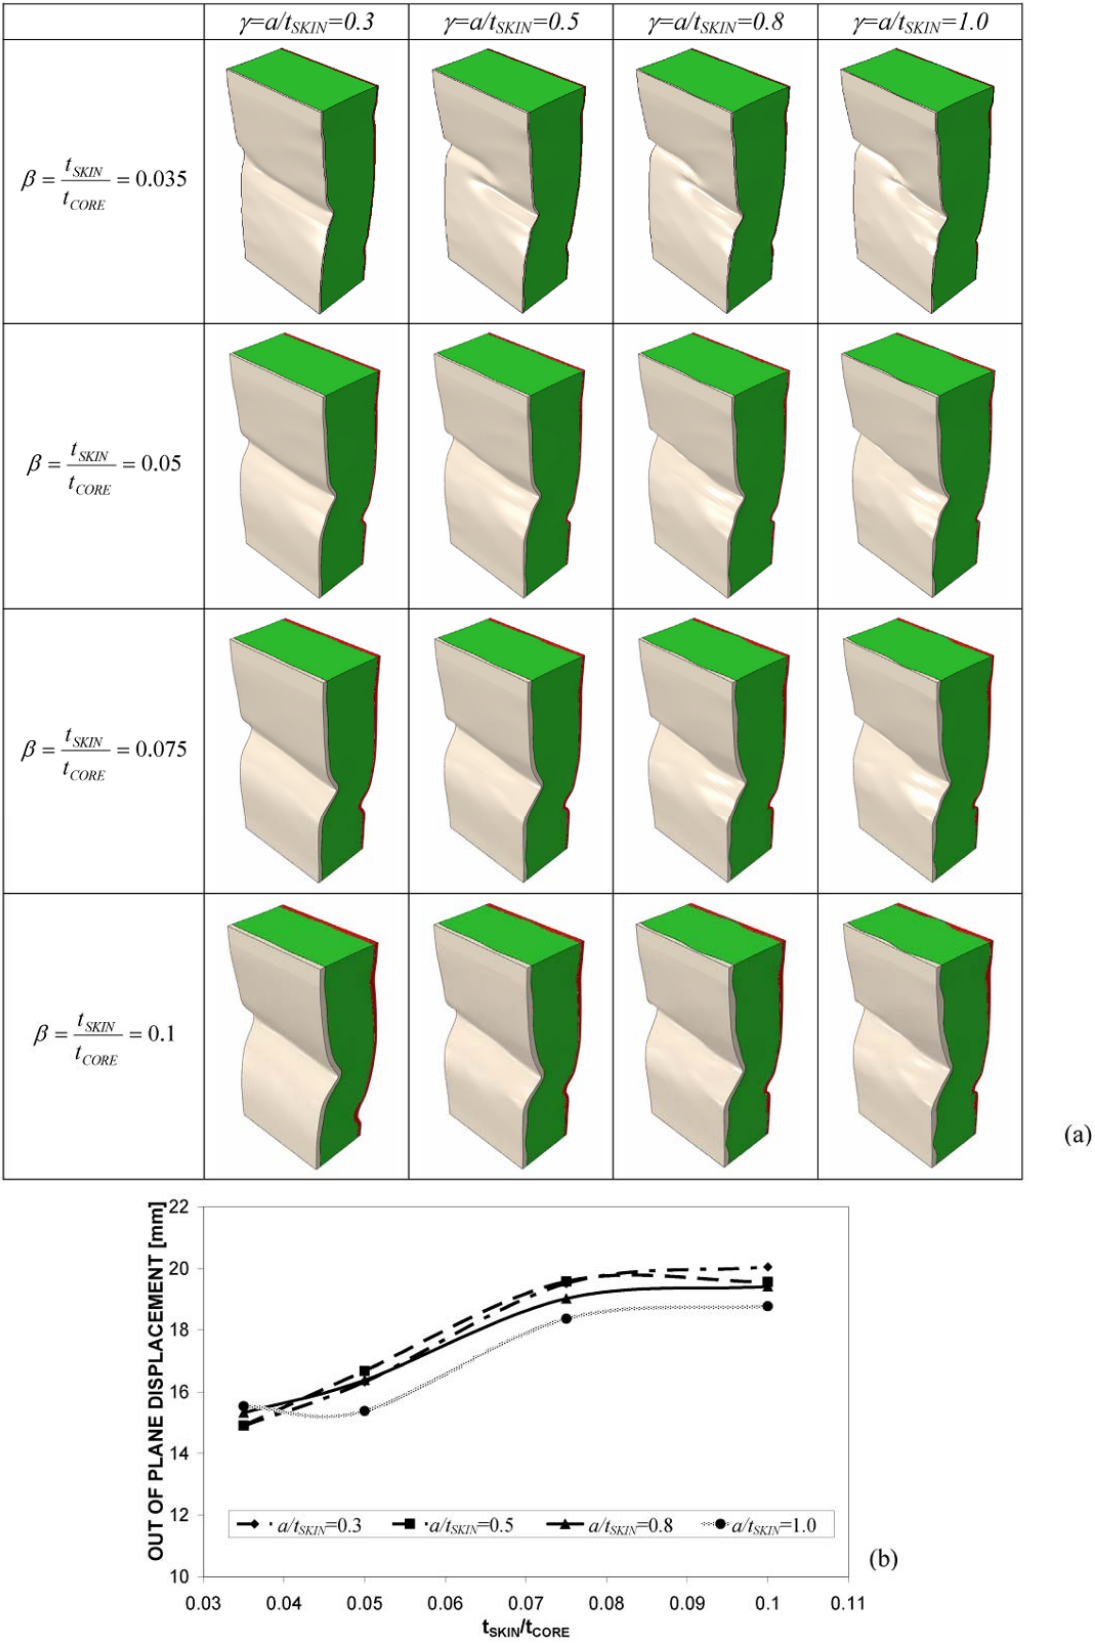 γ=a/tSKIN=0.3 γ=a/tSKIN=0.5 γ=a/tSKIN=0.8 γ=a/tSKIN=1.0
β = tSKIN/tCORE = 0.035
β = tSKIN/tCORE = 0.05
β = tSKIN/tCORE = 0.075
β = tSKIN/tCORE = 0.1
(a)
OUT OF PLANE DISPLACEMENT [mm]
22
20
18
16
14
12
10
a/tSKIN=0.3 a/tSKIN=0.5 a/tSKIN=0.8 a/tSKIN=1.0
(b)
0.03 0.04 0.05 0.06 0.07 0.08 0.09 0.1 0.11
tSKIN/tCORE